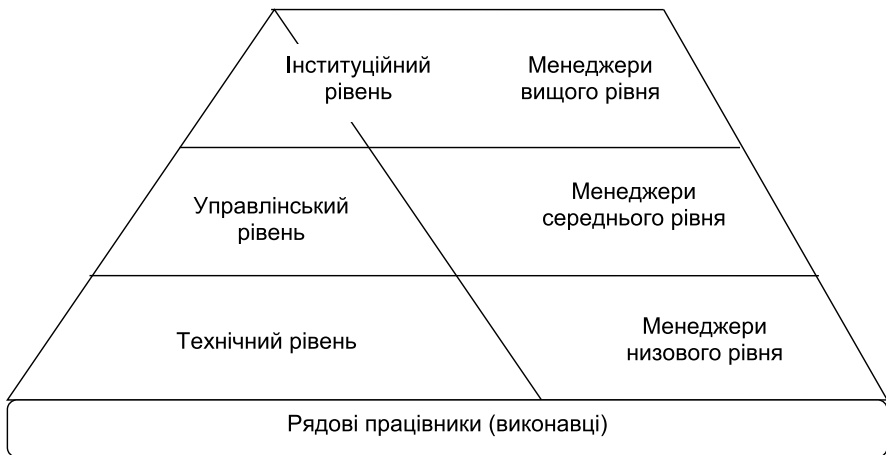 Інституційний
рівень
Менеджери
вищого рівня
Управлінський
рівень
Менеджери
середнього рівня
Технічний рівень
Менеджери
низового рівня
Рядові працівники (виконавці)